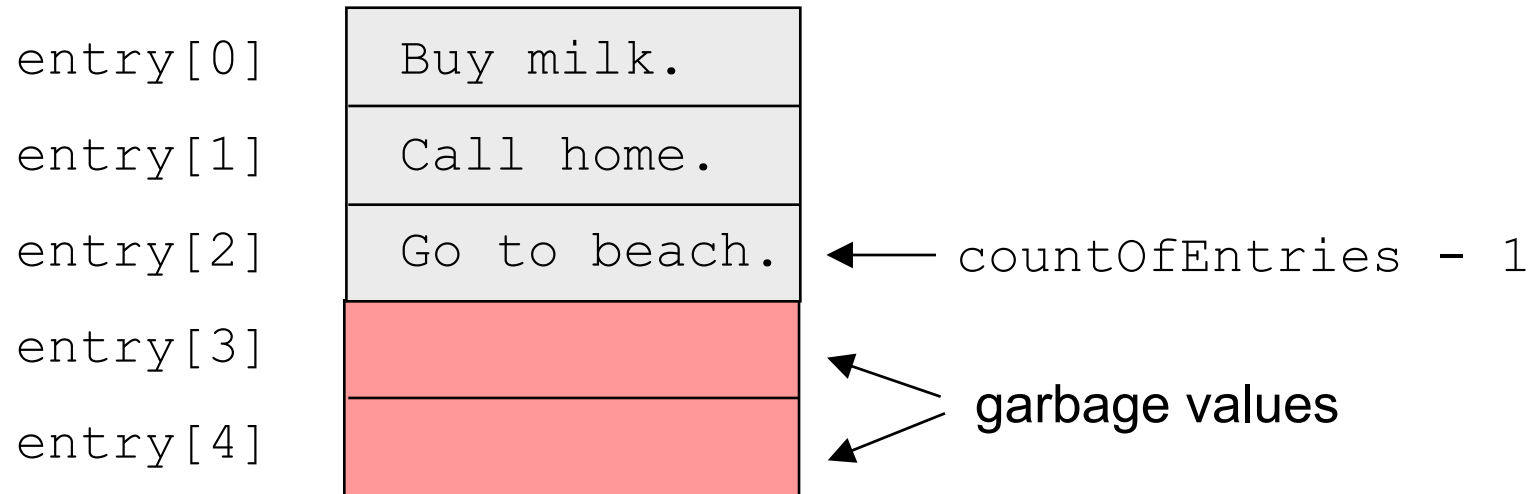 entry[0] Buy milk.
entry[1] Call home.
entry[2] Go to beach. countOfEntries - 1
entry[3]
garbage values
entry[4]